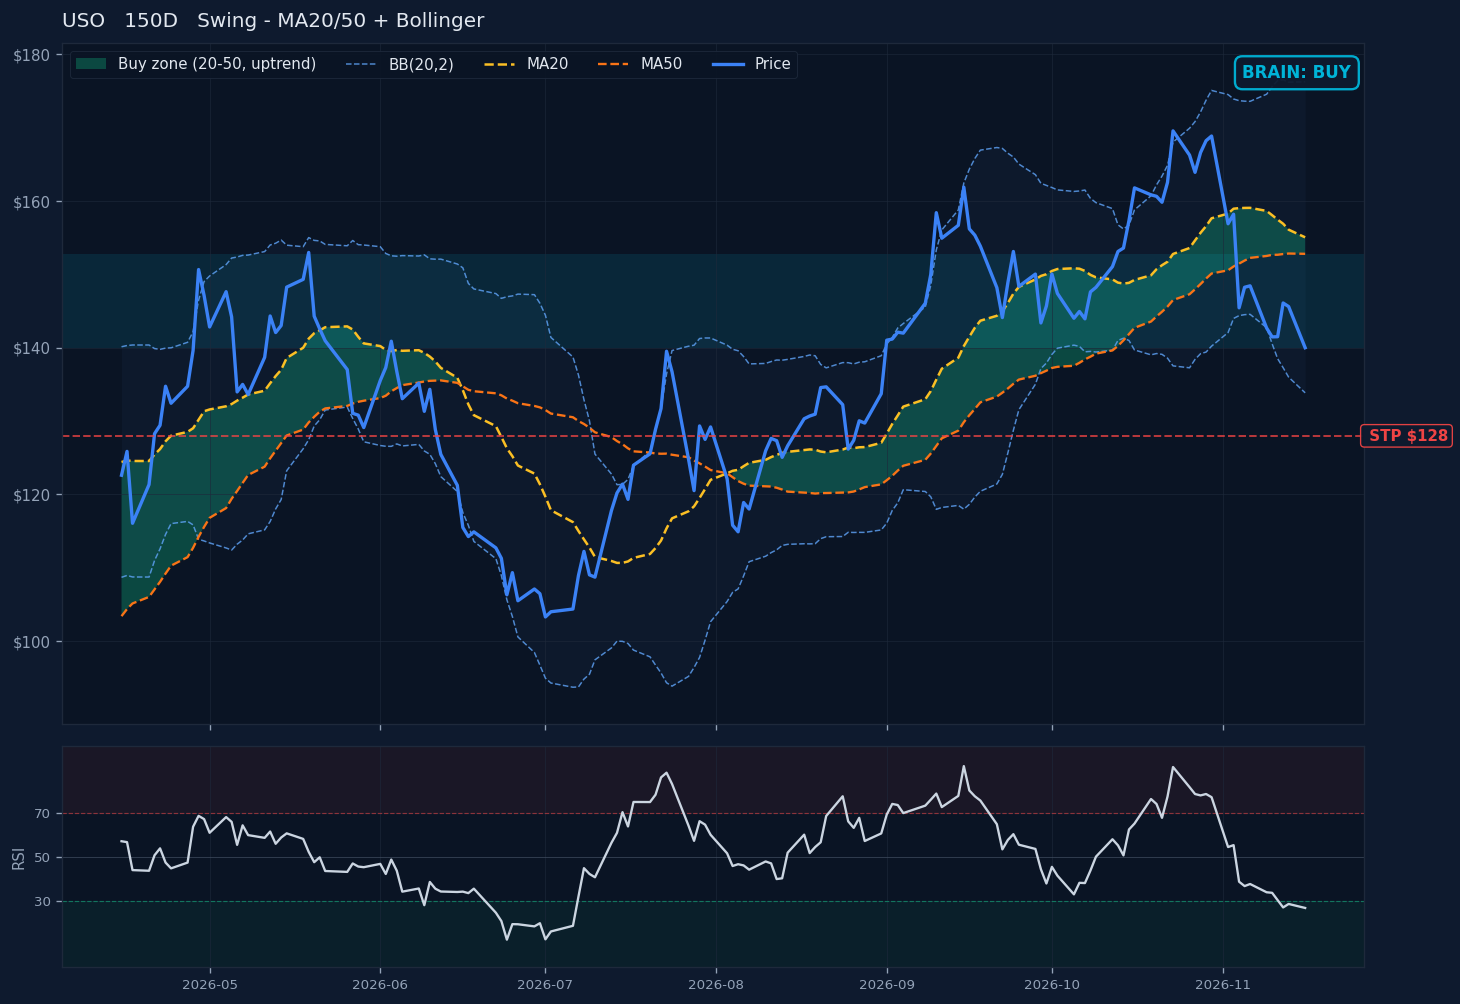 USO   150D   Swing - MA20/50 + Bollinger
Buy zone (20-50, uptrend)   BB(20,2)   MA20   MA50   Price
BRAIN: BUY
$180
$160
$140
$120
$100
STP $128
RSI
70
50
30
2026-05   2026-06   2026-07   2026-08   2026-09   2026-10   2026-11